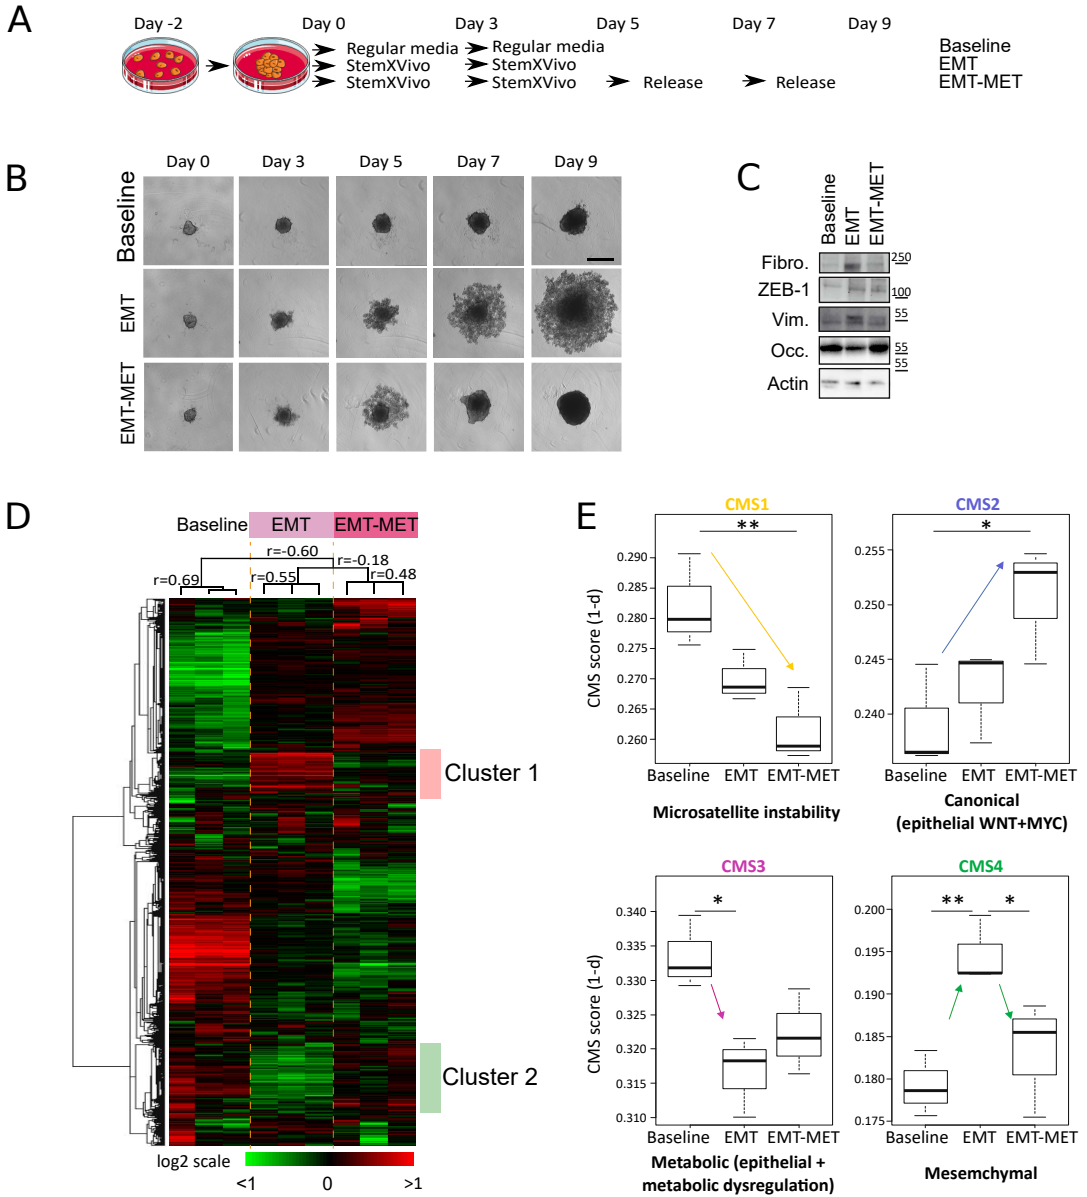 A
Day -2
Day 0
Day 3
Day 5
Day 7
Day 9
Regular media
Regular media
Baseline
StemXVivo
StemXVivo
EMT
StemXVivo
StemXVivo
Release
Release
EMT-MET
B
Day 0
Day 3
Day 5
Day 7
Day 9
Baseline
EMT
EMT-MET
C
Baseline
EMT
EMT-MET
Fibro.
250
ZEB-1
100
Vim.
55
Occ.
55
55
Actin
D
Baseline
EMT
EMT-MET
r=-0.60
r=-0.18
r=0.69
r=0.55
r=0.48
Cluster 1
Cluster 2
log2 scale
<1
0
>1
E
CMS1
**
CMS score (1-d)
0.290
0.285
0.280
0.275
0.270
0.265
0.260
Baseline
EMT
EMT-MET
Microsatellite instability
CMS2
*
0.255
0.250
0.245
0.240
Baseline
EMT
EMT-MET
Canonical
(epithelial WNT+MYC)
CMS3
*
CMS score (1-d)
0.340
0.335
0.330
0.325
0.320
0.315
0.310
Baseline
EMT
EMT-MET
Metabolic (epithelial +
metabolic dysregulation)
CMS4
**
*
0.200
0.195
0.190
0.185
0.180
0.175
Baseline
EMT
EMT-MET
Mesemchymal